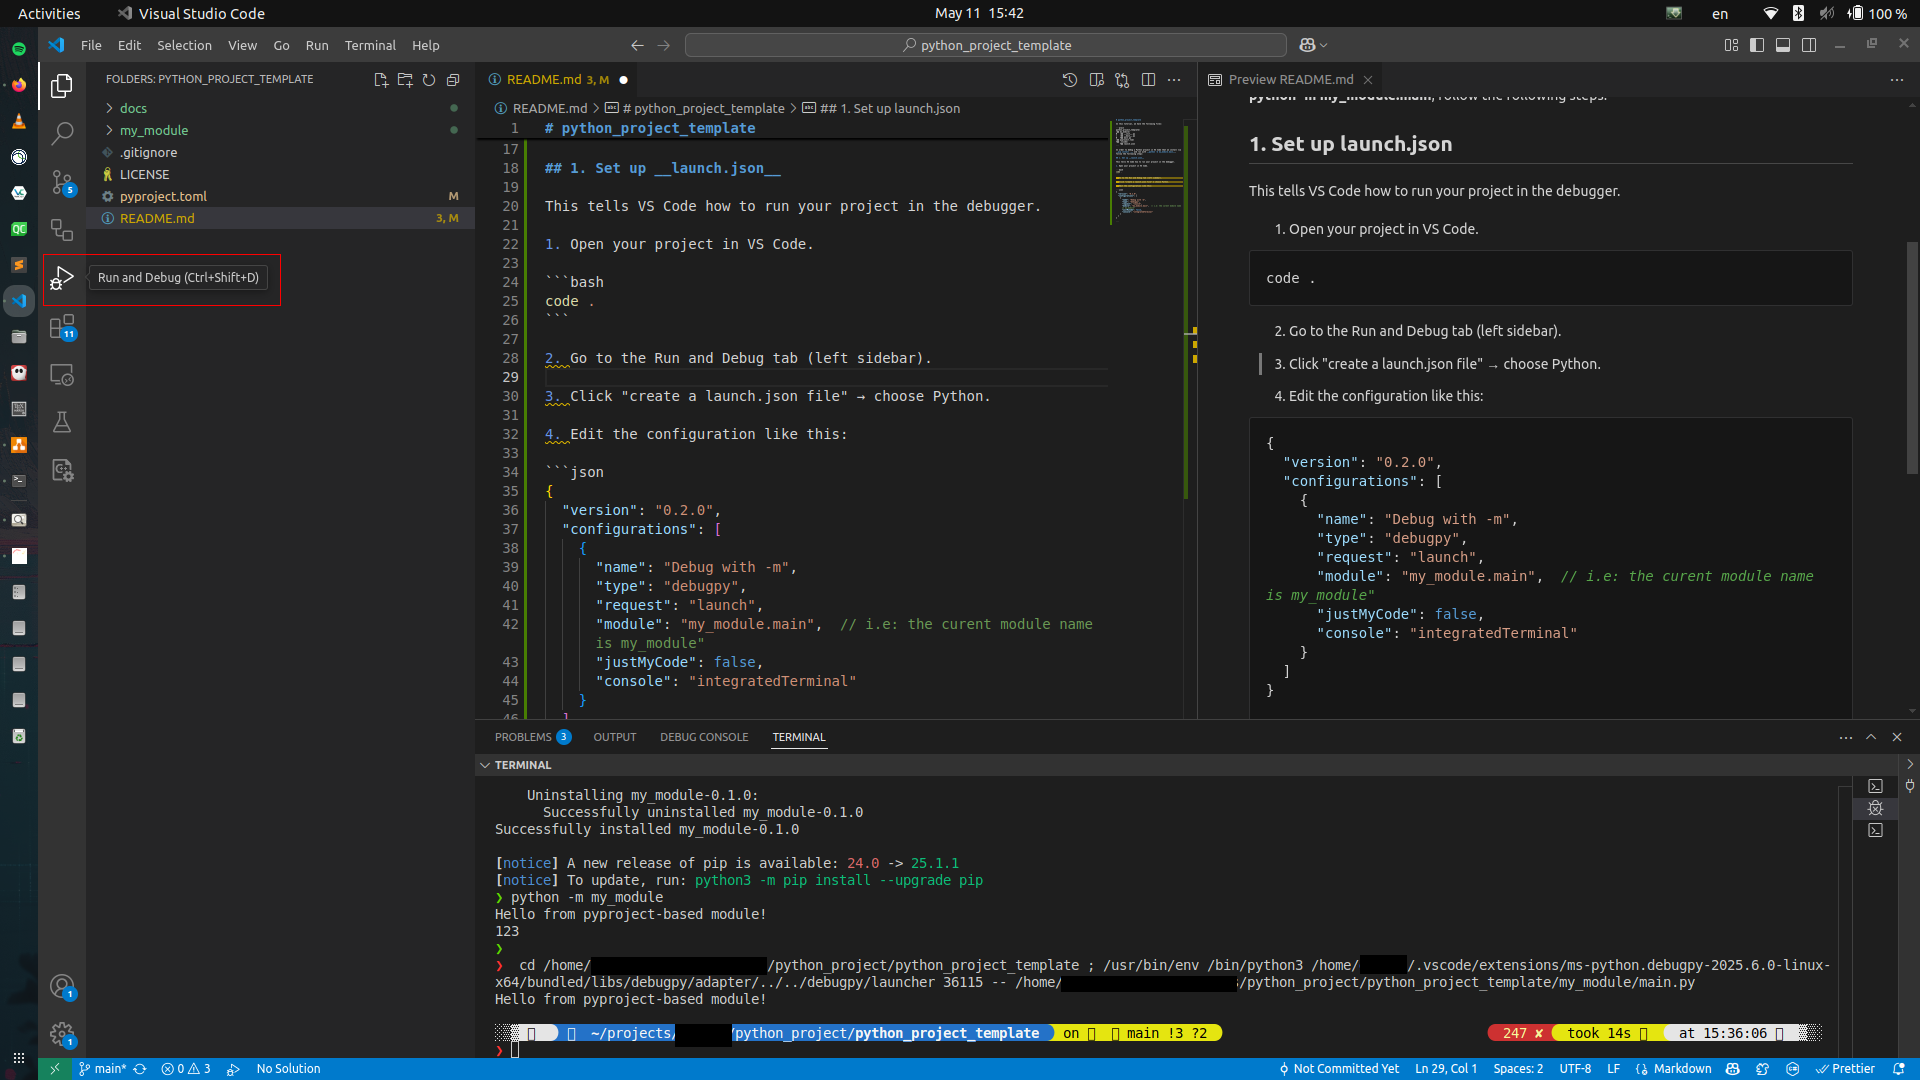 Activities
Visual Studio Code
May 11 15:42
en
100 %
File Edit Selection View Go Run Terminal Help
python_project_template
FOLDERS: PYTHON_PROJECT_TEMPLATE
docs
my_module
.gitignore
LICENSE
pyproject.toml M
README.md 3, M
5
Run and Debug (Ctrl+Shift+D)
11
1
1
README.md 3, M
README.md > # python_project_template > ## 1. Set up launch.json
1 # python_project_template
17
18 ## 1. Set up __launch.json__
19
20 This tells VS Code how to run your project in the debugger.
21
22 1. Open your project in VS Code.
23
24 ```bash
25 code .
26 ```
27
28 2. Go to the Run and Debug tab (left sidebar).
29
30 3. Click "create a launch.json file" → choose Python.
31
32 4. Edit the configuration like this:
33
34 ```json
35 {
36 "version": "0.2.0",
37 "configurations": [
38 {
39 "name": "Debug with -m",
40 "type": "debugpy",
41 "request": "launch",
42 "module": "my_module.main", // i.e: the curent module name
is my_module"
43 "justMyCode": false,
44 "console": "integratedTerminal"
45 }
46 ]
Preview README.md
python -m my_module.main, follow the following steps:
1. Set up launch.json
This tells VS Code how to run your project in the debugger.
1. Open your project in VS Code.
code .
2. Go to the Run and Debug tab (left sidebar).
3. Click "create a launch.json file" → choose Python.
4. Edit the configuration like this:
{
"version": "0.2.0",
"configurations": [
{
"name": "Debug with -m",
"type": "debugpy",
"request": "launch",
"module": "my_module.main", // i.e: the curent module name
is my_module"
"justMyCode": false,
"console": "integratedTerminal"
}
]
}
PROBLEMS 3 OUTPUT DEBUG CONSOLE TERMINAL
TERMINAL
Uninstalling my_module-0.1.0:
Successfully uninstalled my_module-0.1.0
Successfully installed my_module-0.1.0
[notice] A new release of pip is available: 24.0 -> 25.1.1
[notice] To update, run: python3 -m pip install --upgrade pip
❯ python -m my_module
Hello from pyproject-based module!
123
❯
❯ cd /home/ /python_project/python_project_template ; /usr/bin/env /bin/python3 /home/ /.vscode/extensions/ms-python.debugpy-2025.6.0-linux-
x64/bundled/libs/debugpy/adapter/../../debugpy/launcher 36115 -- /home/ /python_project/python_project_template/my_module/main.py
Hello from pyproject-based module!
~/projects/ /python_project/python_project_template on main !3 ?2
247 ✘ took 14s at 15:36:06
❯
main* 0 3 No Solution
Not Committed Yet Ln 29, Col 1 Spaces: 2 UTF-8 LF {} Markdown Prettier